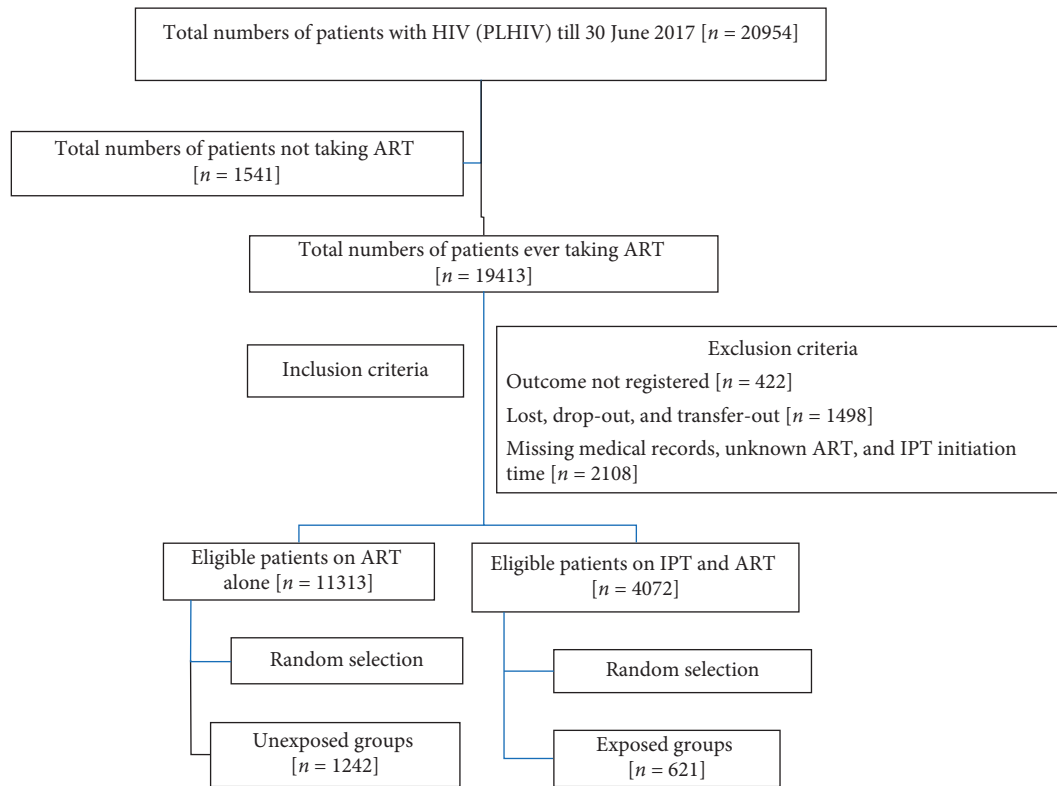 Total numbers of patients with HIV (PLHIV) till 30 June 2017 [n = 20954]
Total numbers of patients not taking ART
[n = 1541]
Total numbers of patients ever taking ART
[n = 19413]
Inclusion criteria
Exclusion criteria
Outcome not registered [n = 422]
Lost, drop-out, and transfer-out [n = 1498]
Missing medical records, unknown ART, and IPT initiation
time [n = 2108]
Eligible patients on ART
alone [n = 11313]
Eligible patients on IPT and ART
[n = 4072]
Random selection
Random selection
Unexposed groups
[n = 1242]
Exposed groups
[n = 621]